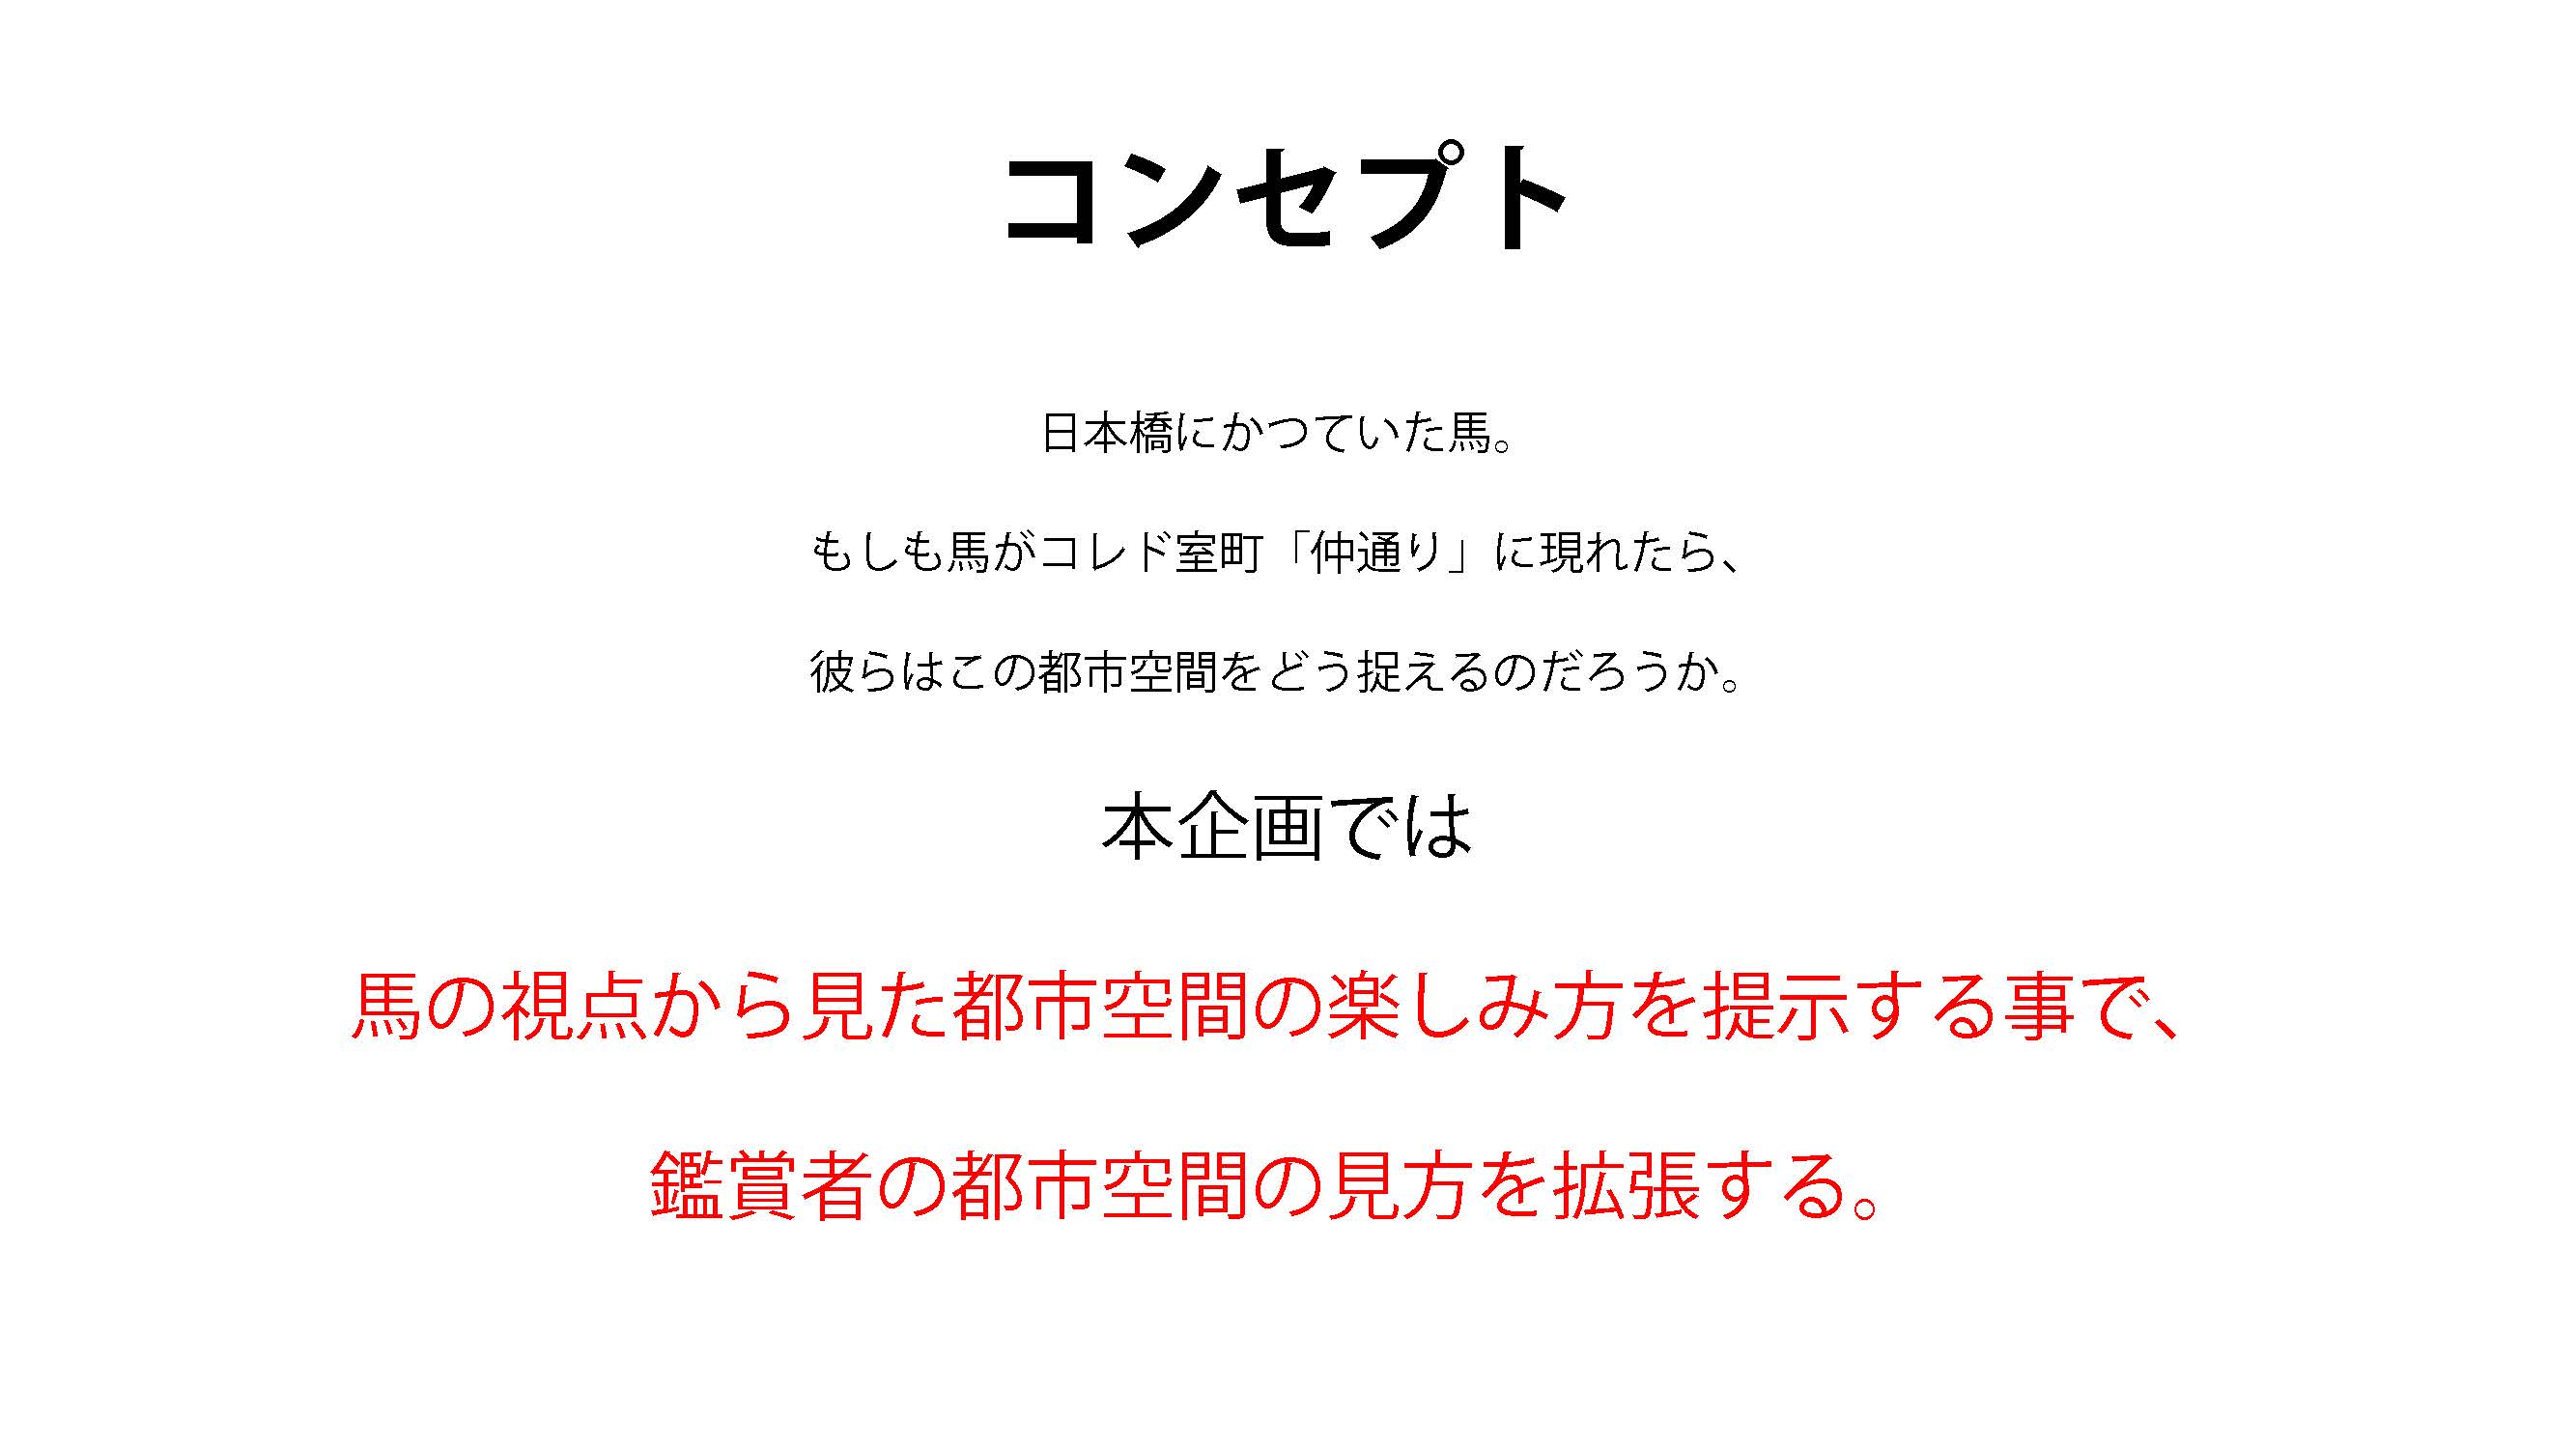 コンセプト
日本橋にかつていた馬。
もしも馬がコレド室町「仲通り」に現れたら、
彼らはこの都市空間をどう捉えるのだろうか。
本企画では
馬の視点から見た都市空間の楽しみ方を提示する事で、
鑑賞者の都市空間の見方を拡張する。